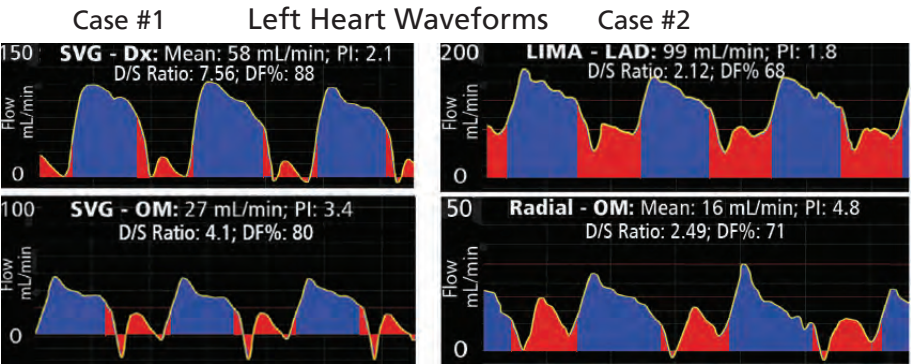 Case #1 Left Heart Waveforms Case #2
150 SVG - Dx: Mean: 58 mL/min; PI: 2.1
D/S Ratio: 7.56; DF%: 88
Flow
mL/min
0
200 LIMA - LAD: 99 mL/min; PI: 1.8
D/S Ratio: 2.12; DF% 68
Flow
mL/min
0
100 SVG - OM: 27 mL/min; PI: 3.4
D/S Ratio: 4.1; DF%: 80
Flow
mL/min
0
50 Radial - OM: Mean: 16 mL/min; PI: 4.8
D/S Ratio: 2.49; DF%: 71
Flow
mL/min
0